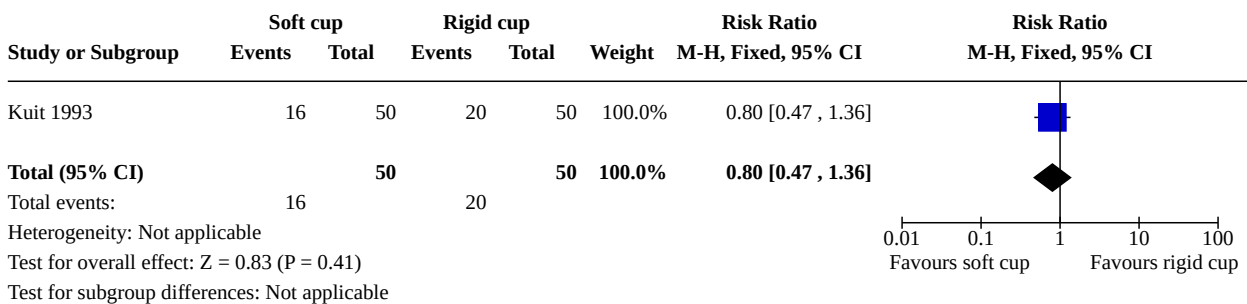 Soft cup Rigid cup Risk Ratio Risk Ratio
Study or Subgroup Events Total Events Total Weight M-H, Fixed, 95% CI M-H, Fixed, 95% CI
Kuit 1993 16 50 20 50 100.0% 0.80 [0.47 , 1.36]
Total (95% CI) 50 50 100.0% 0.80 [0.47 , 1.36]
Total events: 16 20
Heterogeneity: Not applicable
0.01 0.1 1 10 100
Test for overall effect: Z = 0.83 (P = 0.41) Favours soft cup Favours rigid cup
Test for subgroup differences: Not applicable